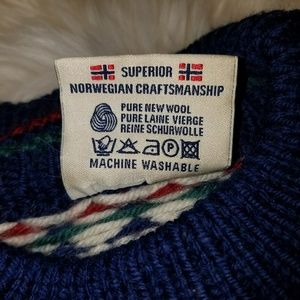 SUPERIOR
NORWEGIAN CRAFTSMANSHIP
PURE NEW WOOL
PURE LAINE VIERGE
REINE SCHURWOLLE
MACHINE WASHABLE